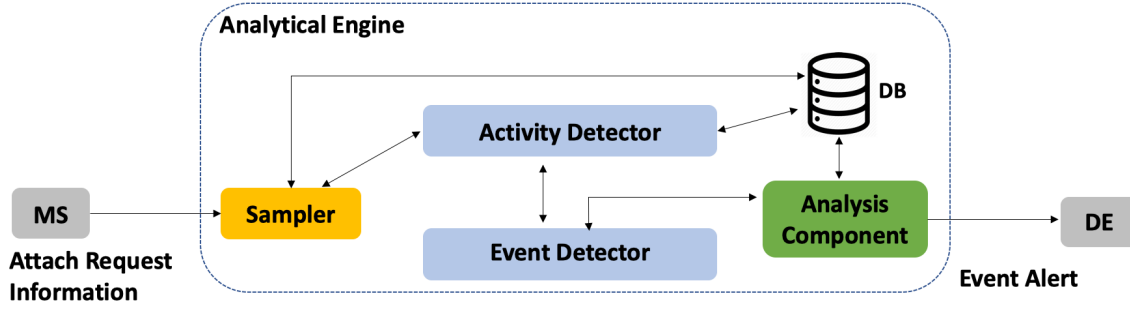 Analytical Engine
DB
Activity Detector
MS
Sampler
Analysis
Component
DE
Event Detector
Attach Request
Information
Event Alert